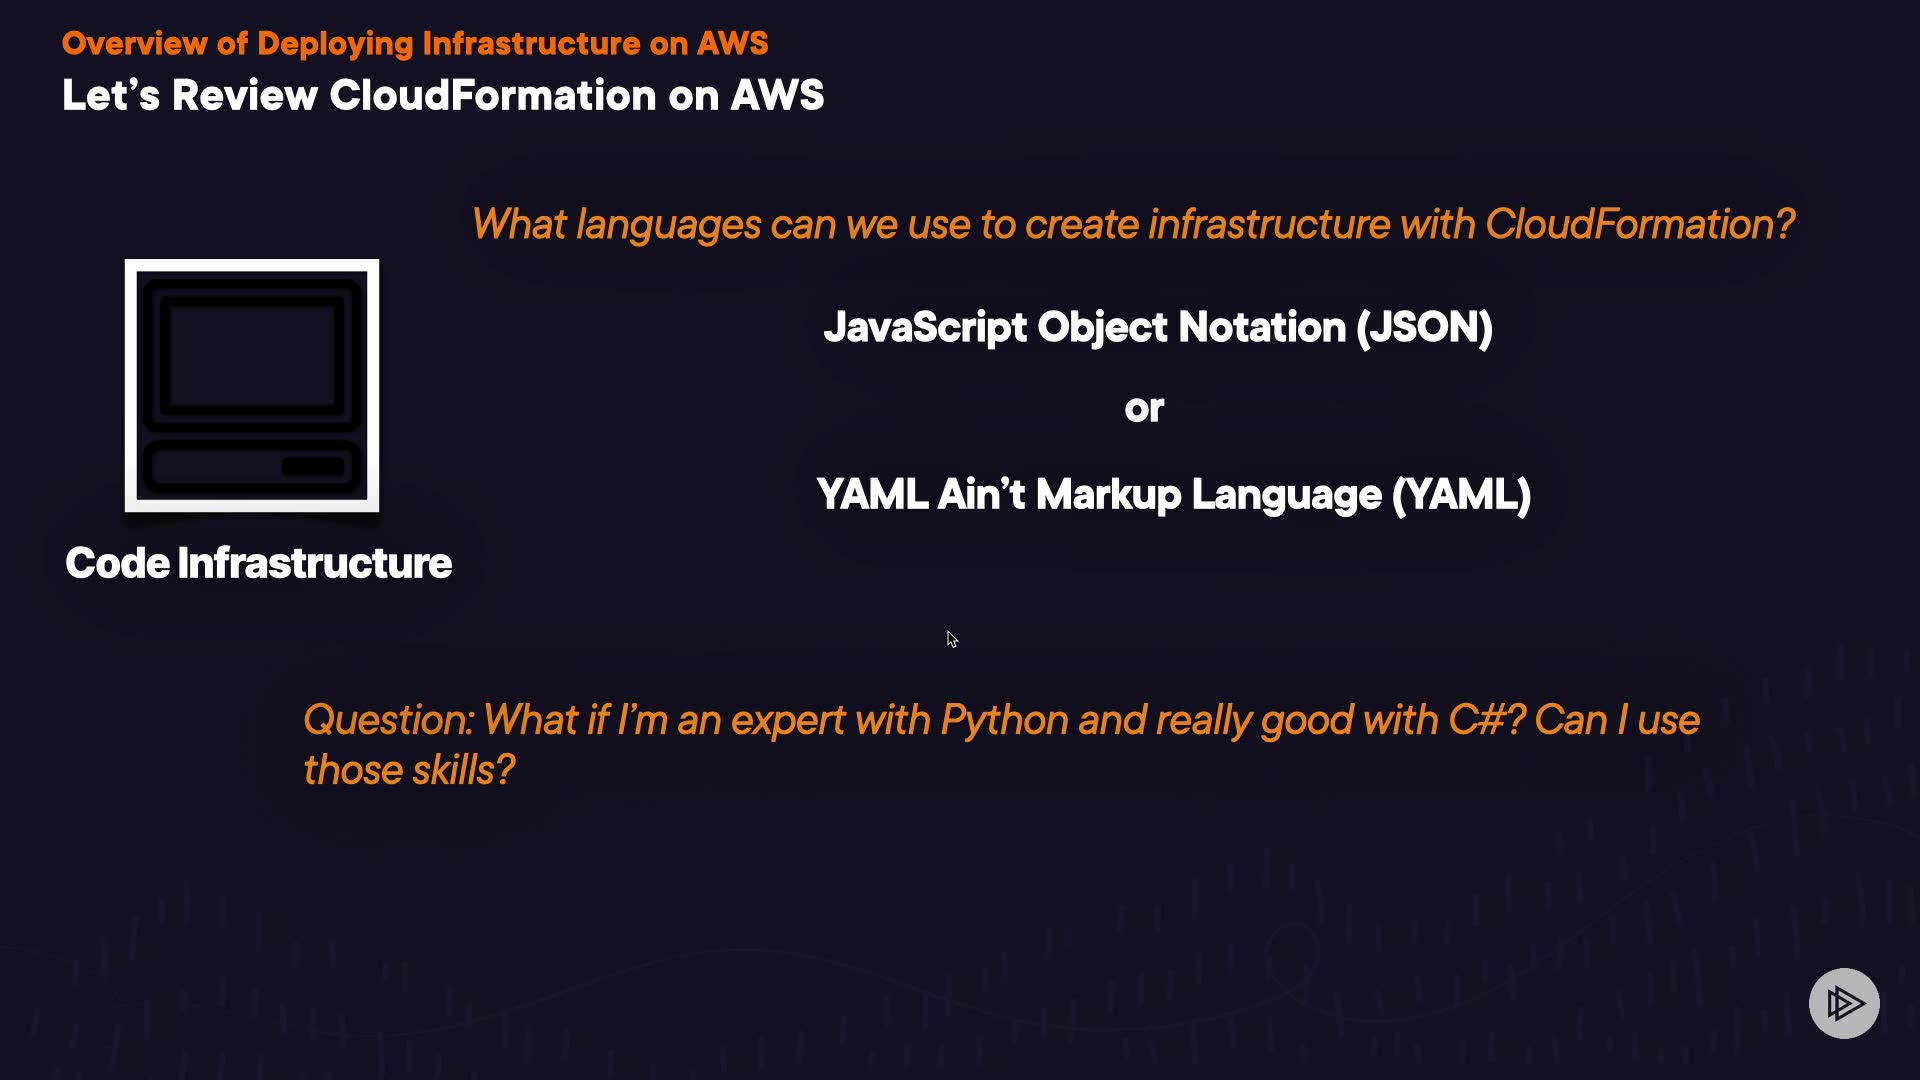 Overview of Deploying Infrastructure on AWS
Let’s Review CloudFormation on AWS
What languages can we use to create infrastructure with CloudFormation?
JavaScript Object Notation (JSON)
or
YAML Ain’t Markup Language (YAML)
Code Infrastructure
Question: What if I’m an expert with Python and really good with C#? Can I use
those skills?